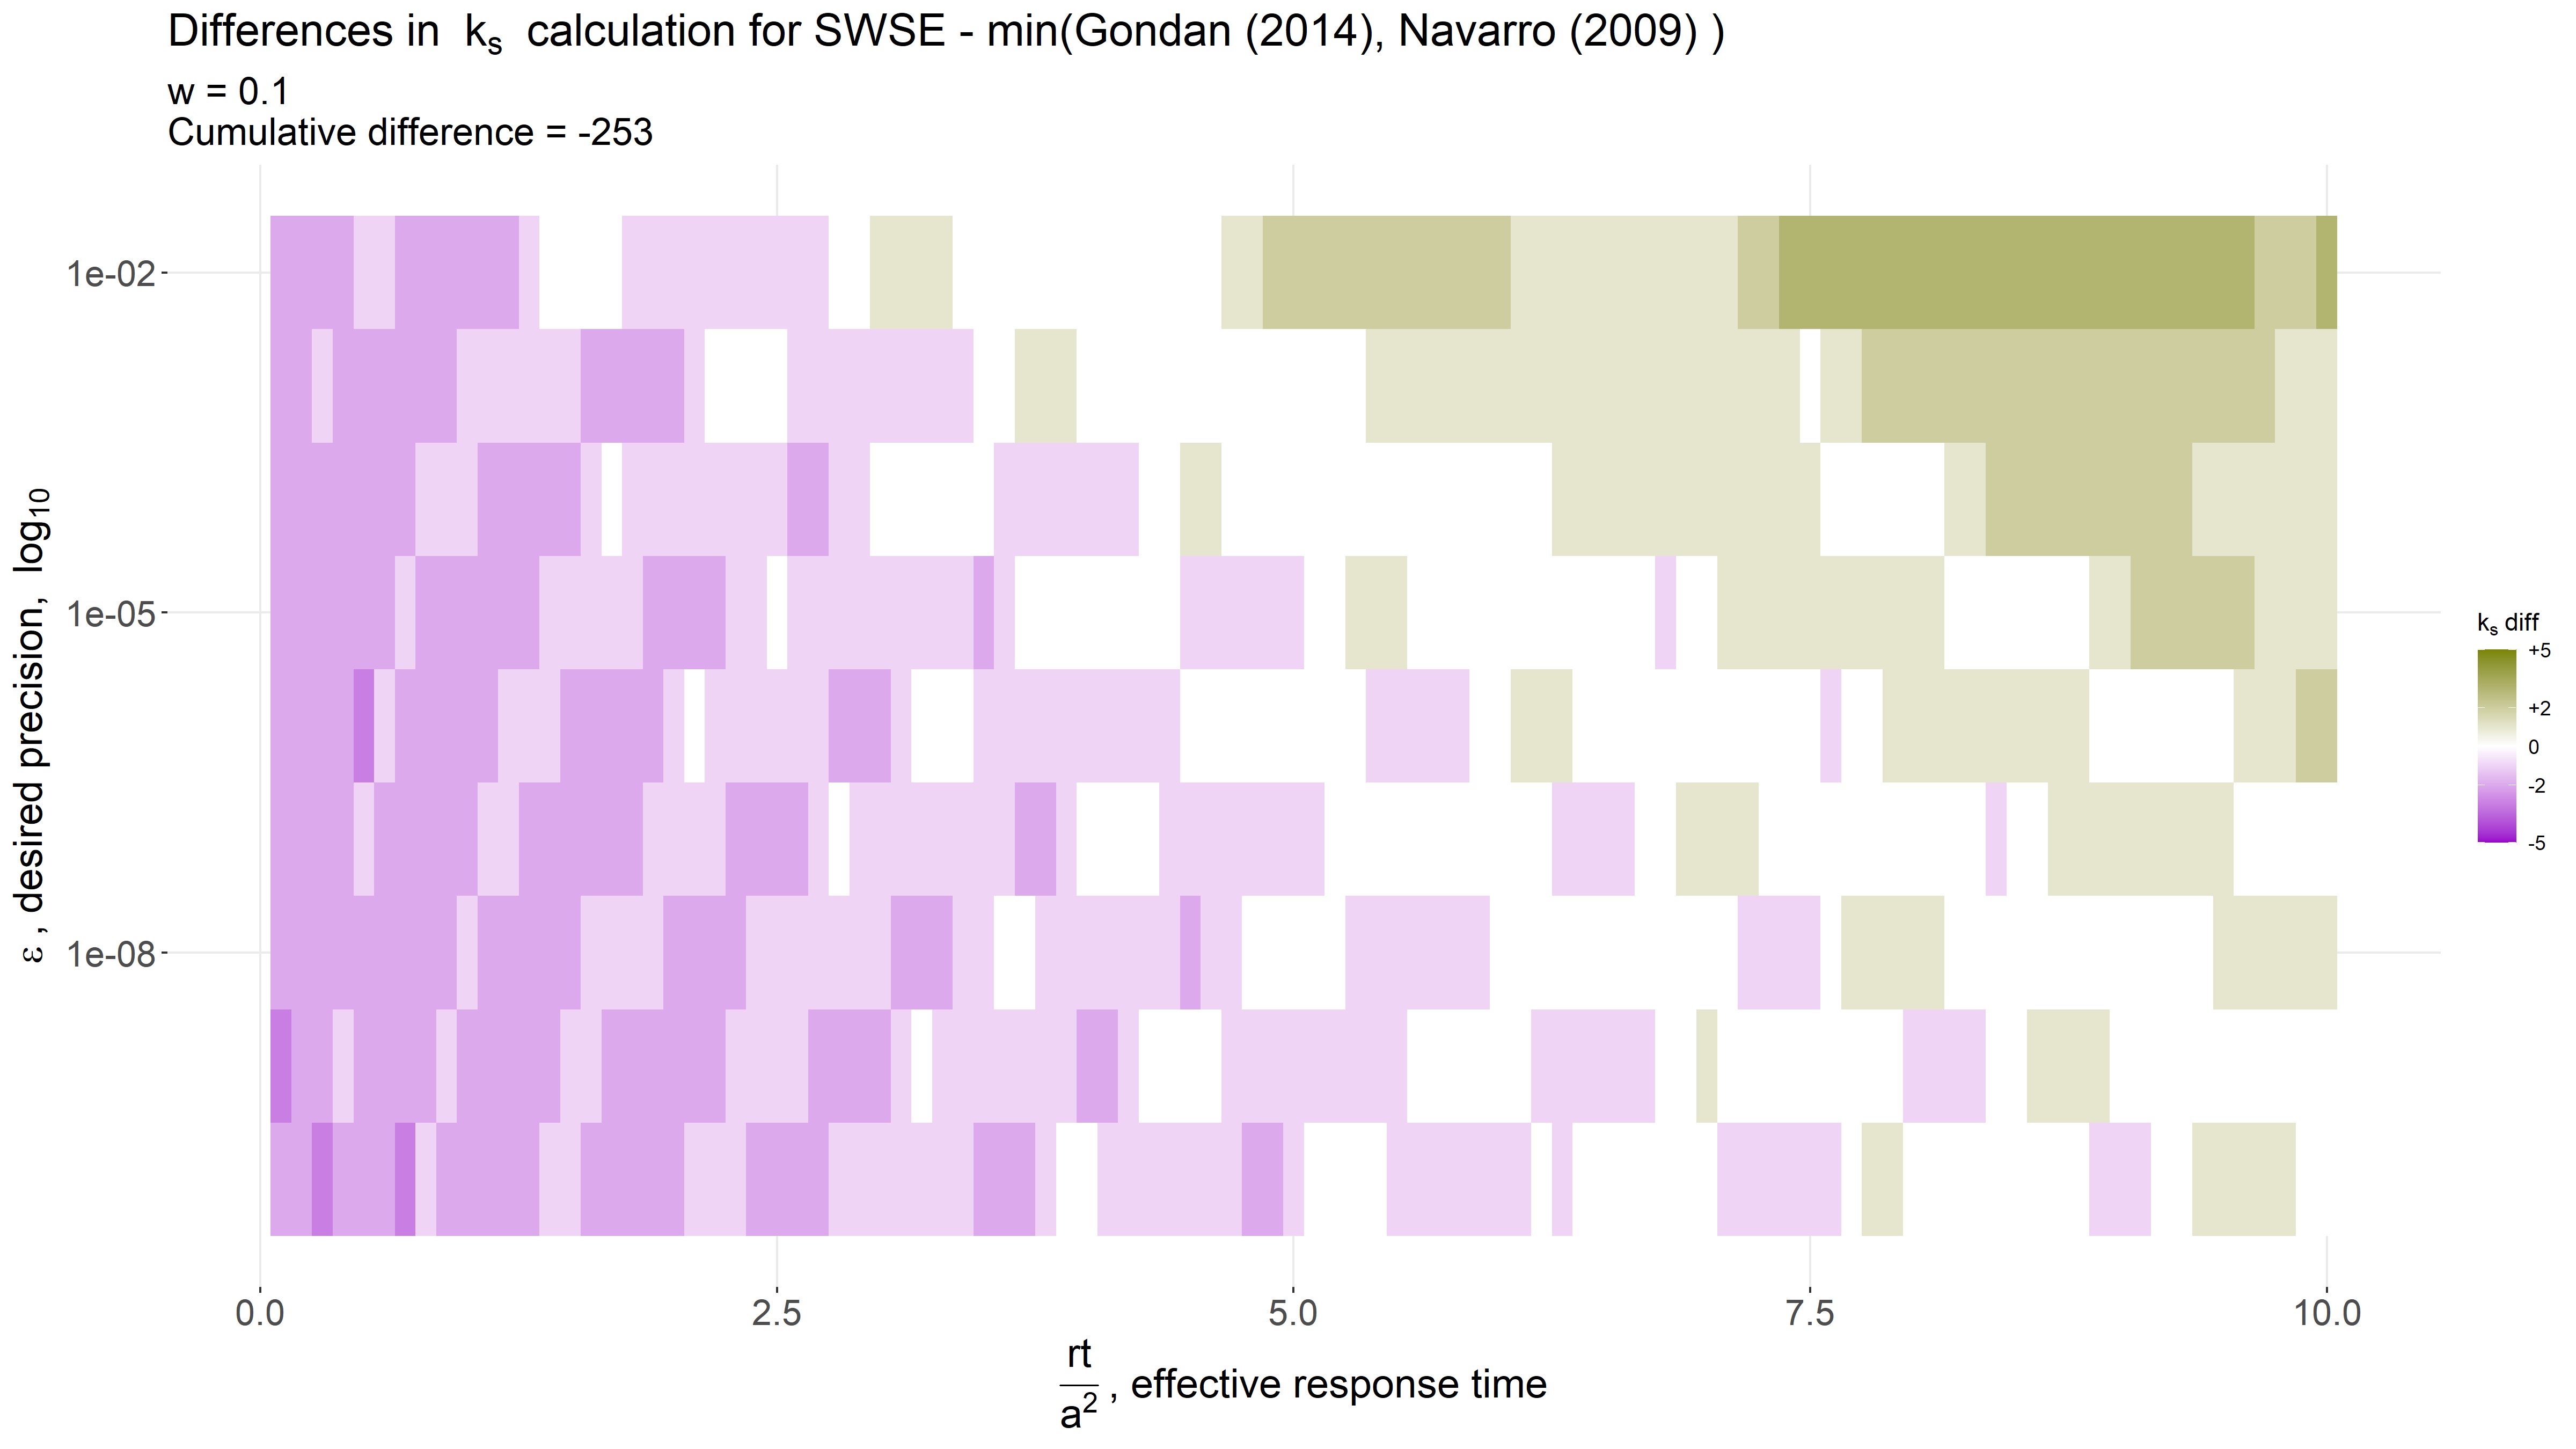 Differences in kₛ calculation for SWSE - min(Gondan (2014), Navarro (2009) )
w = 0.1
Cumulative difference = -253
ε , desired precision, log₁₀
1e-02
1e-05
1e-08
0.0 2.5 5.0 7.5 10.0
rt
a²
, effective response time
kₛ diff
+5
+2
0
-2
-5